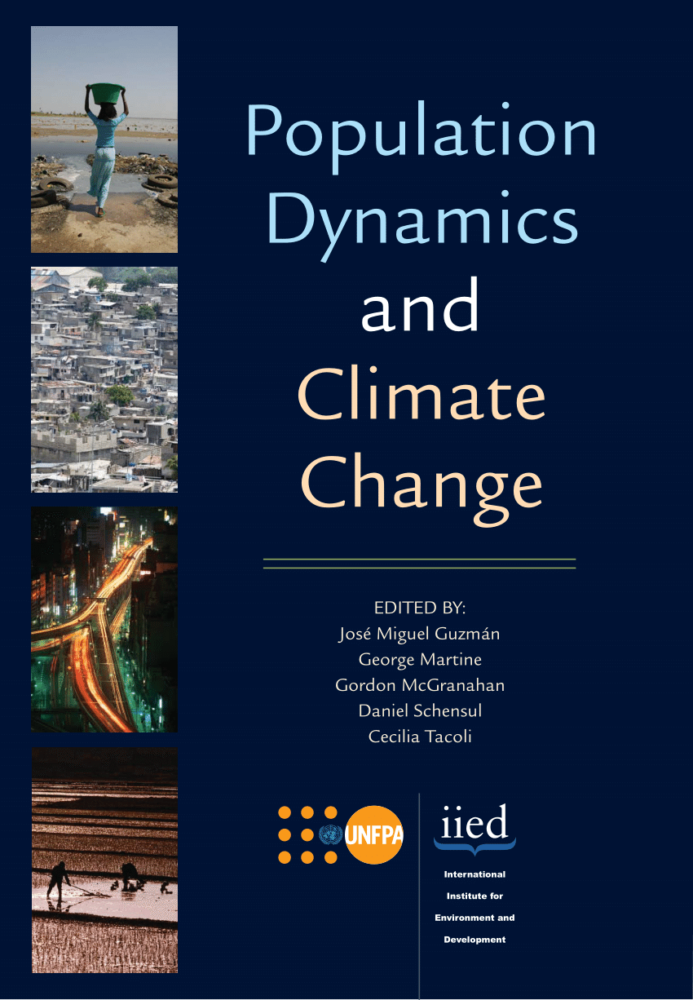 Population
Dynamics
and
Climate
Change
EDITED BY:
José Miguel Guzmán
George Martine
Gordon McGranahan
Daniel Schensul
Cecilia Tacoli
UNFPA
iied
International
Institute for
Environment and
Development